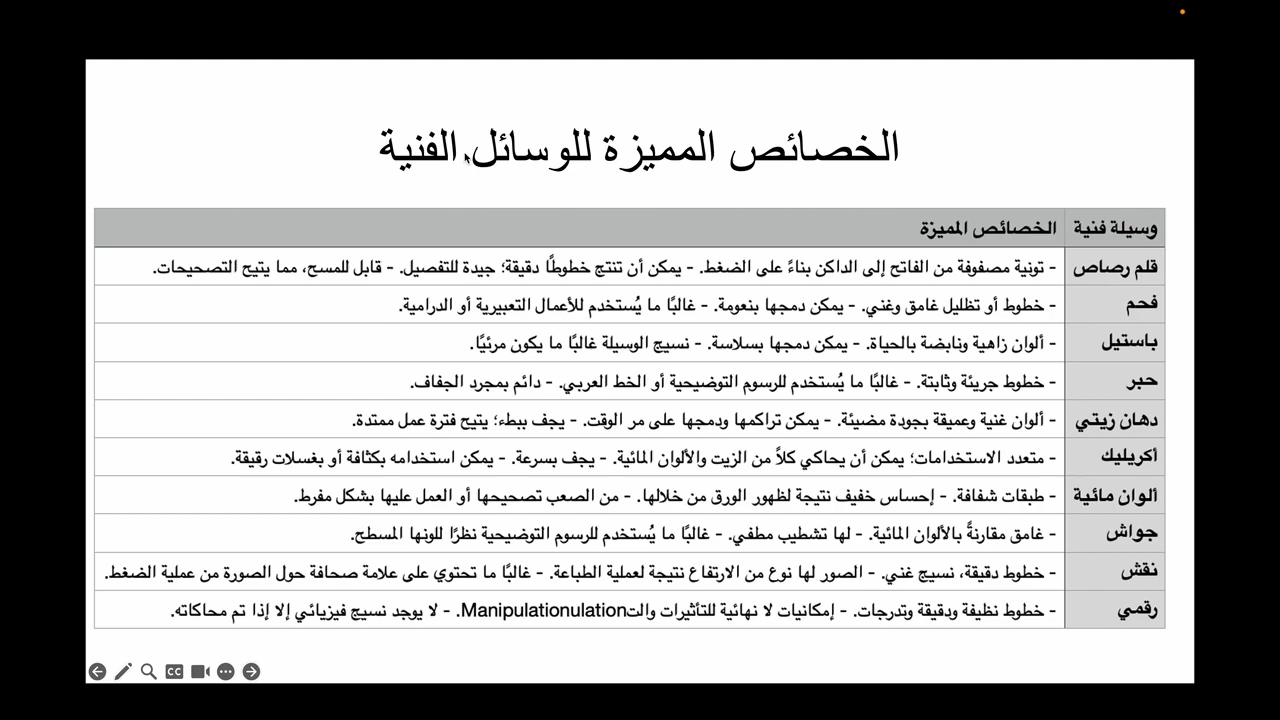 الخصائص المميزة للوسائل الفنية
وسيلة فنية الخصائص المميزة
قلم رصاص - تونية مصفوفة من الفاتح إلى الداكن بناءً على الضغط. - يمكن أن تنتج خطوطًا دقيقة؛ جيدة للتفصيل. - قابل للمسح، مما يتيح التصحيحات.
فحم - خطوط أو تظليل غامق وغني. - يمكن دمجها بنعومة. - غالبًا ما يُستخدم للأعمال التعبيرية أو الدرامية.
باستيل - ألوان زاهية ونابضة بالحياة. - يمكن دمجها بسلاسة. - نسيج الوسيلة غالبًا ما يكون مرئيًا.
حبر - خطوط جريئة وثابتة. - غالبًا ما يُستخدم للرسوم التوضيحية أو الخط العربي. - دائم بمجرد الجفاف.
دهان زيتي - ألوان غنية وعميقة بجودة مضيئة. - يمكن تراكمها ودمجها على مر الوقت. - يجف ببطء؛ يتيح فترة عمل ممتدة.
أكريليك - متعدد الاستخدامات؛ يمكن أن يحاكي كلاً من الزيت والألوان المائية. - يجف بسرعة. - يمكن استخدامه بكثافة أو بغسلات رقيقة.
ألوان مائية - طبقات شفافة. - إحساس خفيف نتيجة لظهور الورق من خلالها. - من الصعب تصحيحها أو العمل عليها بشكل مفرط.
جواش - غامق مقارنةً بالألوان المائية. - لها تشطيب مطفي. - غالبًا ما يُستخدم للرسوم التوضيحية نظرًا للونها المسطح.
نقش - خطوط دقيقة، نسيج غني. - الصور لها نوع من الارتفاع نتيجة لعملية الطباعة. - غالبًا ما تحتوي على علامة صحافة حول الصورة من عملية الضغط.
رقمي - خطوط نظيفة ودقيقة وتدرجات. - إمكانيات لا نهائية للتأثيرات والتManipulationulation. - لا يوجد نسيج فيزيائي إلا إذا تم محاكاته.
CC